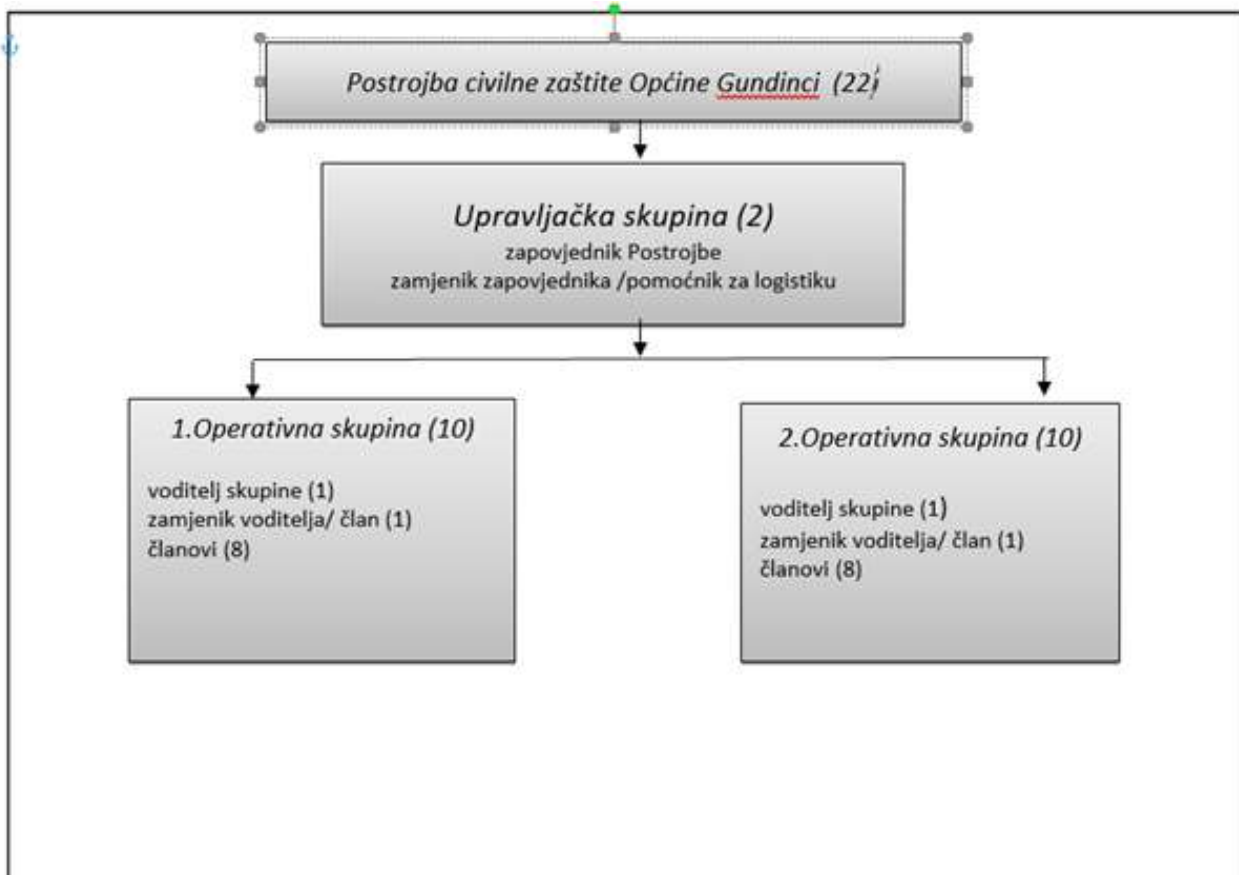 Postrojba civilne zaštite Općine Gundinci (22)
Upravljačka skupina (2)
zapovjednik Postrojbe
zamjenik zapovjednika /pomoćnik za logistiku
1.Operativna skupina (10)
voditelj skupine (1)
zamjenik voditelja/ član (1)
članovi (8)
2.Operativna skupina (10)
voditelj skupine (1)
zamjenik voditelja/ član (1)
članovi (8)